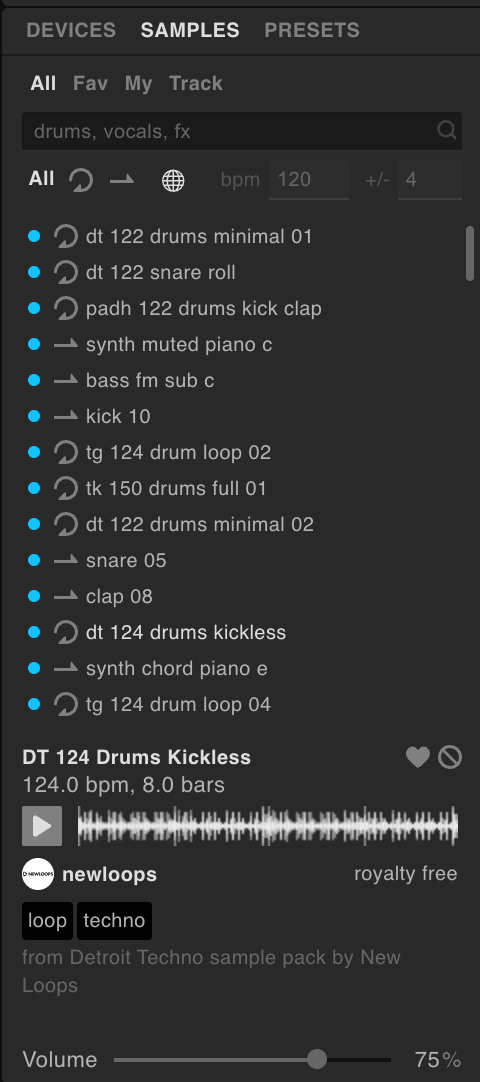 DEVICES SAMPLES PRESETS
All Fav My Track
drums, vocals, fx
All bpm 120 +/- 4
dt 122 drums minimal 01
dt 122 snare roll
padh 122 drums kick clap
synth muted piano c
bass fm sub c
kick 10
tg 124 drum loop 02
tk 150 drums full 01
dt 122 drums minimal 02
snare 05
clap 08
dt 124 drums kickless
synth chord piano e
tg 124 drum loop 04
DT 124 Drums Kickless
124.0 bpm, 8.0 bars
NEWLOOPS newloops royalty free
loop techno
from Detroit Techno sample pack by New
Loops
Volume 75%